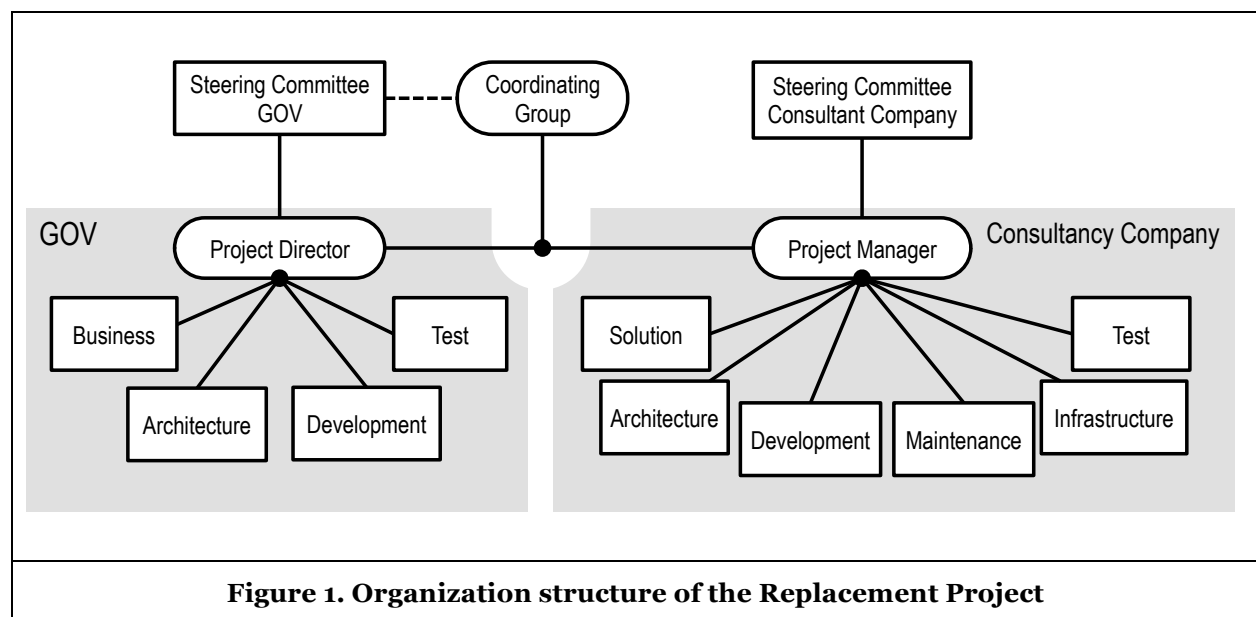 Steering Committee
GOV
Coordinating
Group
Steering Committee
Consultant Company
GOV
Project Director
Project Manager
Consultancy Company
Business
Test
Architecture
Development
Solution
Test
Architecture
Development
Maintenance
Infrastructure
Figure 1. Organization structure of the Replacement Project